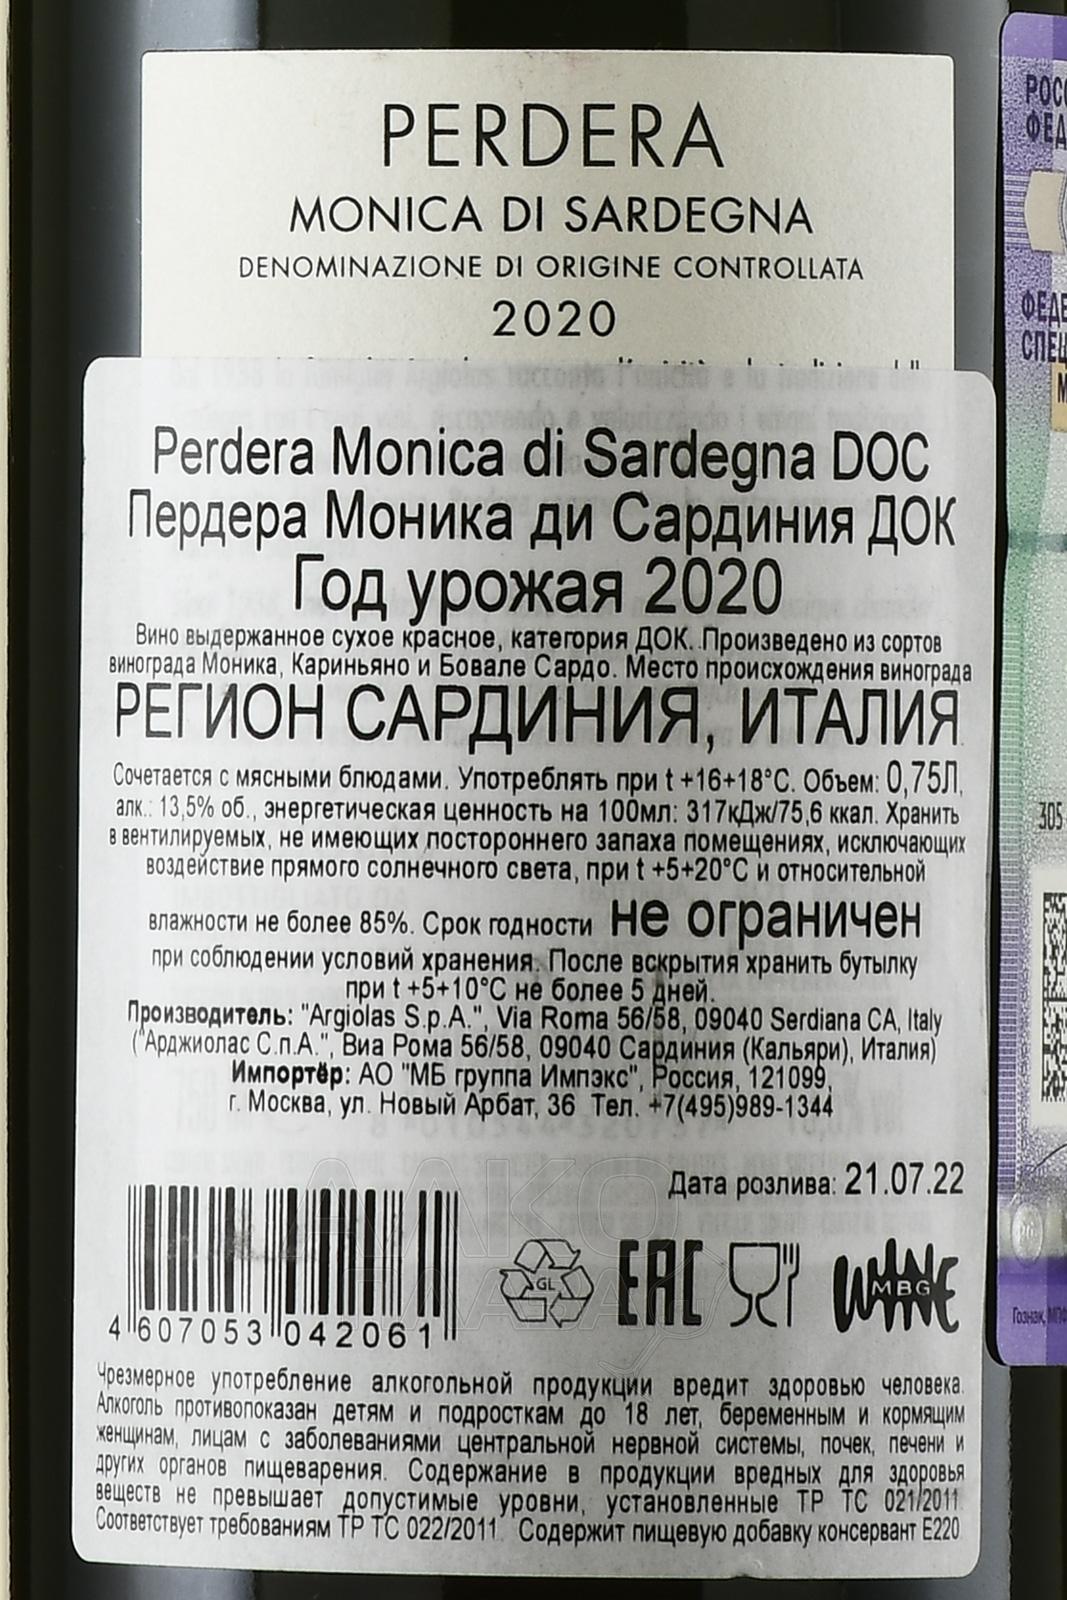 PERDERA
MONICA DI SARDEGNA
DENOMINAZIONE DI ORIGINE CONTROLLATA
2020
Perdera Monica di Sardegna DOC
Пердера Моника ди Сардиния ДОК
Год урожая 2020
Вино выдержанное сухое красное, категория ДОК. Произведено из сортов
винограда Моника, Кариньяно и Бовале Сардо. Место происхождения винограда
РЕГИОН САРДИНИЯ, ИТАЛИЯ.
Сочетается с мясными блюдами. Употреблять при t +16+18°C. Объем: 0,75Л,
алк.: 13,5% об., энергетическая ценность на 100мл: 317кДж/75,6 ккал. Хранить
в вентилируемых, не имеющих постороннего запаха помещениях, исключающих
воздействие прямого солнечного света, при t +5+20°C и относительной
влажности не более 85%. Срок годности не ограничен
при соблюдении условий хранения. После вскрытия хранить бутылку
при t +5+10°C не более 5 дней.
Производитель: "Argiolas S.p.A.", Via Roma 56/58, 09040 Serdiana CA, Italy
("Арджиолас С.п.А.", Виа Рома 56/58, 09040 Сардиния (Кальяри), Италия)
Импортёр: АО "МБ группа Импэкс", Россия, 121099,
г. Москва, ул. Новый Арбат, 36 Тел. +7(495)989-1344
Дата розлива: 21.07.22
4 607053 042061
GL
EAC
WINE
MBG
Чрезмерное употребление алкогольной продукции вредит здоровью человека.
Алкоголь противопоказан детям и подросткам до 18 лет, беременным и кормящим
женщинам, лицам с заболеваниями центральной нервной системы, почек, печени и
других органов пищеварения. Содержание в продукции вредных для здоровья
веществ не превышает допустимые уровни, установленные ТР ТС 021/2011.
Соответствует требованиям ТР ТС 022/2011. Содержит пищевую добавку консервант Е220.
РОСС
ФЕД
ФЕДЕ
СПЕЦ
305
Гознак,